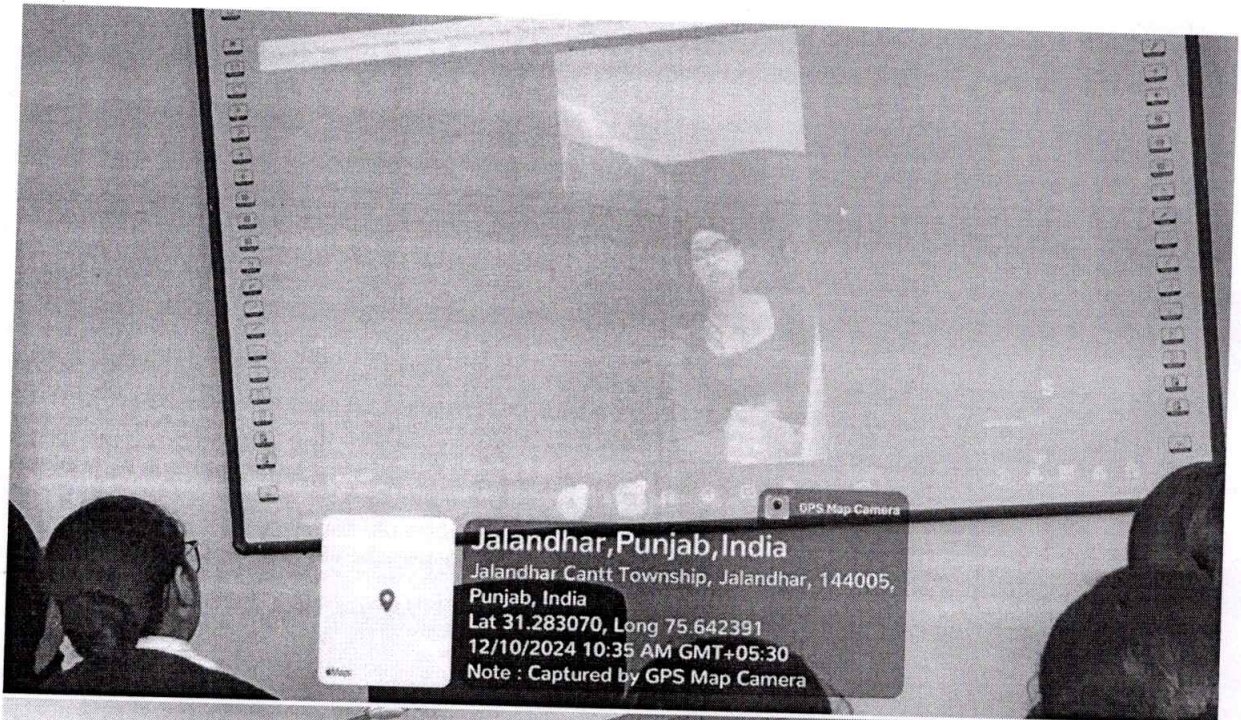 GPS Map Camera
Jalandhar,Punjab,India
Jalandhar Cantt Township, Jalandhar, 144005,
Punjab, India
Lat 31.283070, Long 75.642391
12/10/2024 10:35 AM GMT+05:30
Note : Captured by GPS Map Camera
Maps
S